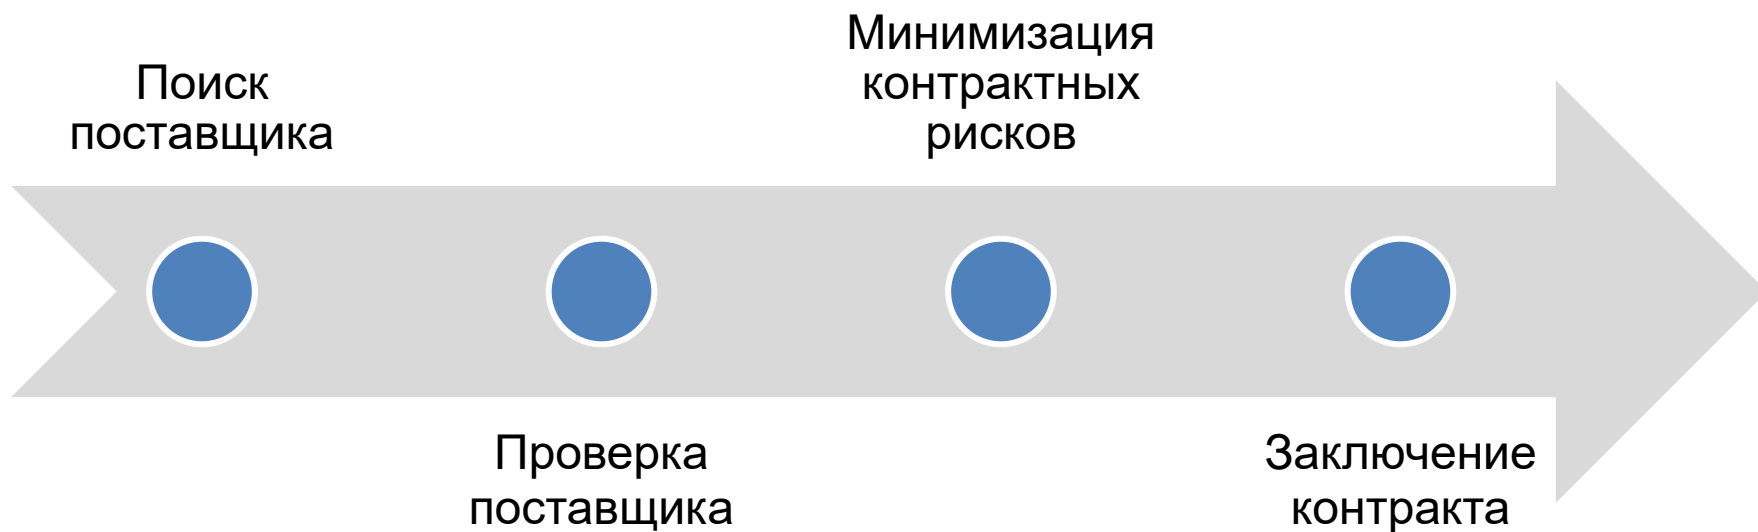 Поиск
поставщика
Проверка
поставщика
Минимизация
контрактных
рисков
Заключение
контракта